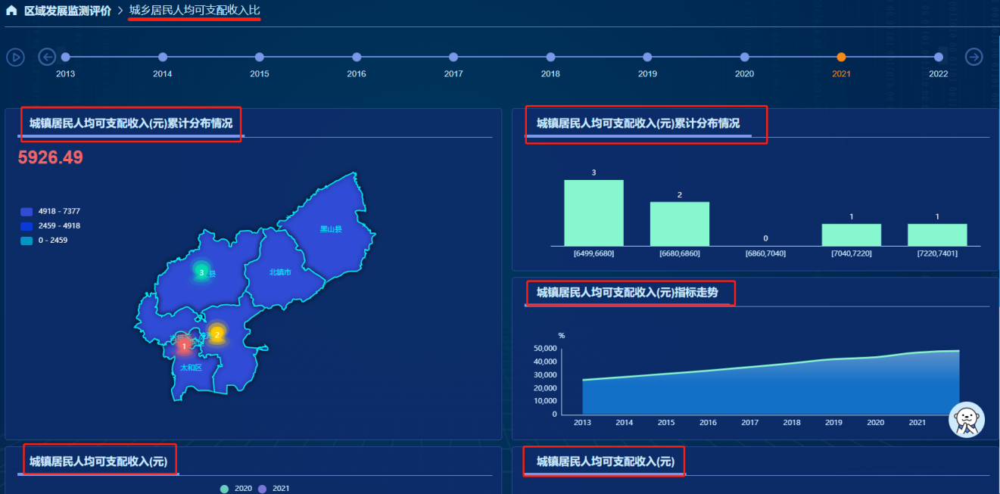 区域发展监测评价 > 城乡居民人均可支配收入比
2013 2014 2015 2016 2017 2018 2019 2020 2021 2022
城镇居民人均可支配收入(元)累计分布情况
5926.49
4918 - 7377
2459 - 4918
0 - 2459
黑山县
北镇市
3 县
2
1
太和区
城镇居民人均可支配收入(元)累计分布情况
3 2 0 1 1
[6499,6680] [6680,6860] [6860,7040] [7040,7220] [7220,7401]
城镇居民人均可支配收入(元)指标走势
%
50,000
40,000
30,000
20,000
10,000
0
2013 2014 2015 2016 2017 2018 2019 2020 2021
城镇居民人均可支配收入(元)
2020 2021
城镇居民人均可支配收入(元)